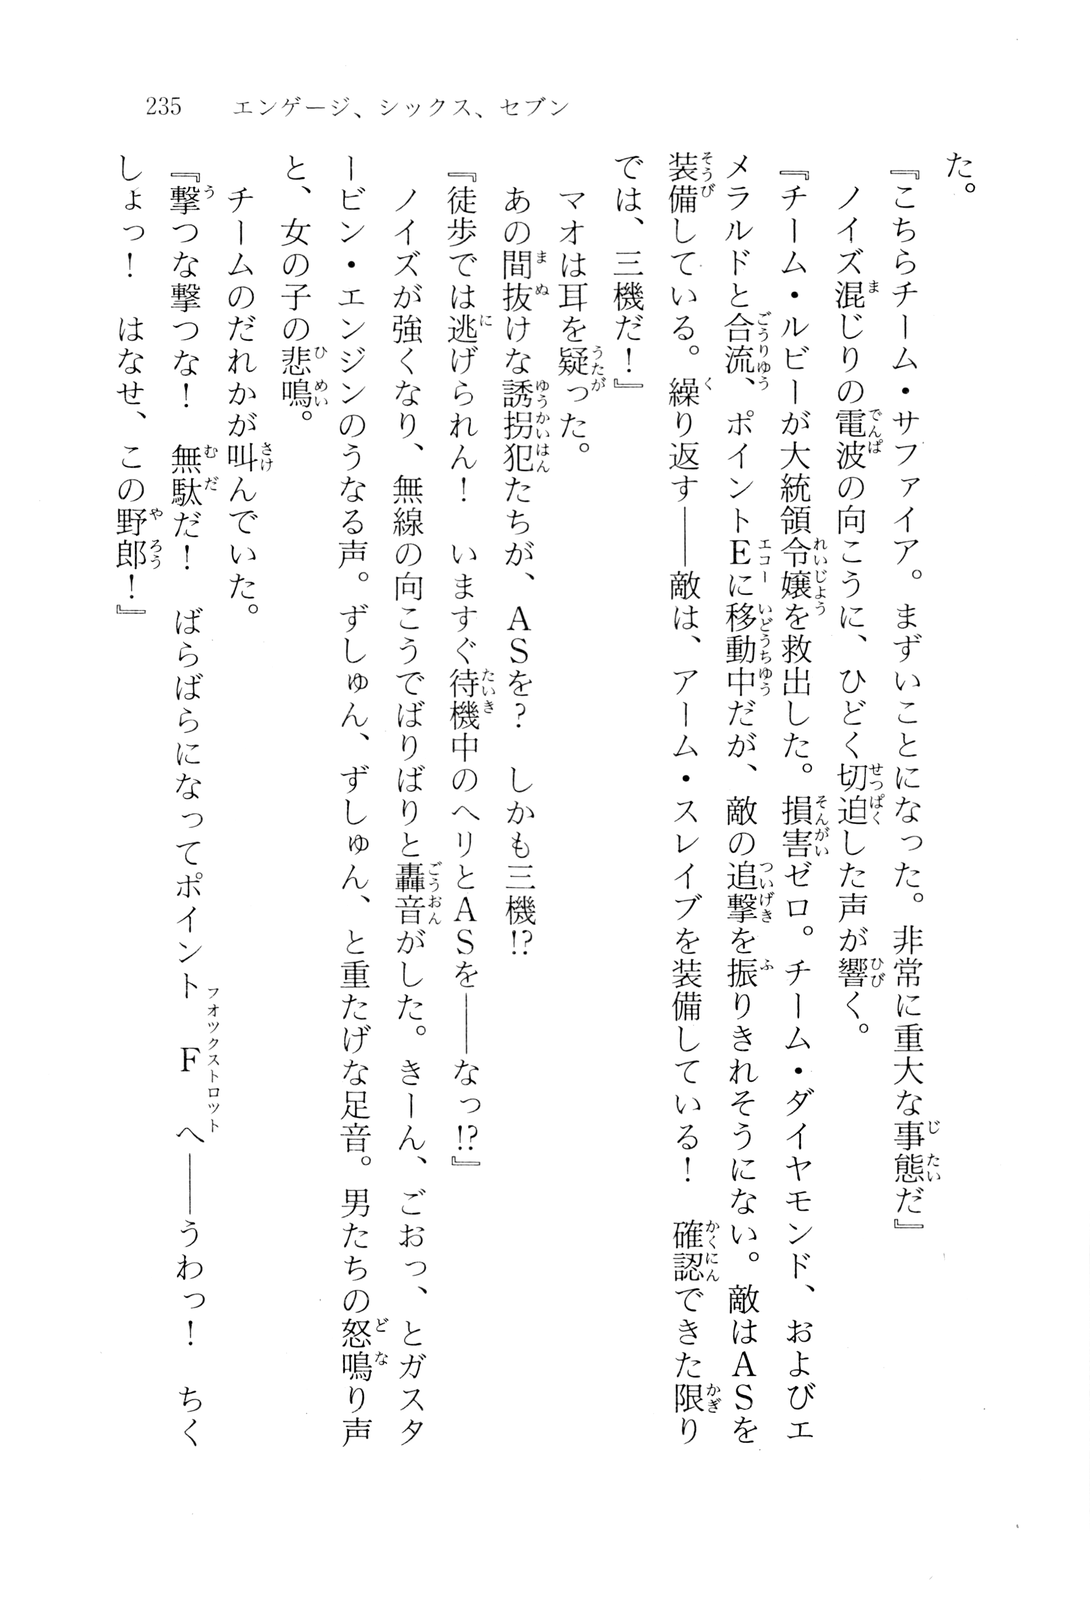 235　エンゲージ、シックス、セブン
た。
『こちらチーム・サファイア。まずいことになった。非常に重大な事態だ』
　ノイズ混じりの電波の向こうに、ひどく切迫した声が響く。
『チーム・ルビーが大統領令嬢を救出した。損害ゼロ。チーム・ダイヤモンド、およびエ
メラルドと合流、ポイントEに移動中だが、敵の追撃を振りきれそうにない。敵はASを
装備している。繰り返す――敵は、アーム・スレイブを装備している！　確認できた限り
では、三機だ！』
　マオは耳を疑った。
　あの間抜けな誘拐犯たちが、ASを？　しかも三機!?
『徒歩では逃げられん！　いますぐ待機中のヘリとASを――なっ!?』
　ノイズが強くなり、無線の向こうでばりばりと轟音がした。きーん、ごおっ、とガスタ
ービン・エンジンのうなる声。ずしゅん、ずしゅん、と重たげな足音。男たちの怒鳴り声
と、女の子の悲鳴。
　チームのだれかが叫んでいた。
『撃つな撃つな！　無駄だ！　ばらばらになってポイントFへ――うわっ！　ちく
しょっ！　はなせ、この野郎！』